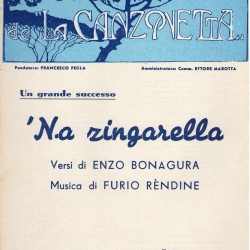 de LA CANZONETTA
Fondatore: FRANCESCO FEOLA Amministratore: Comm. ETTORE MAROTTA
Un grande successo
'Na zingarella
Versi di ENZO BONAGURA
Musica di FURIO RÈNDINE